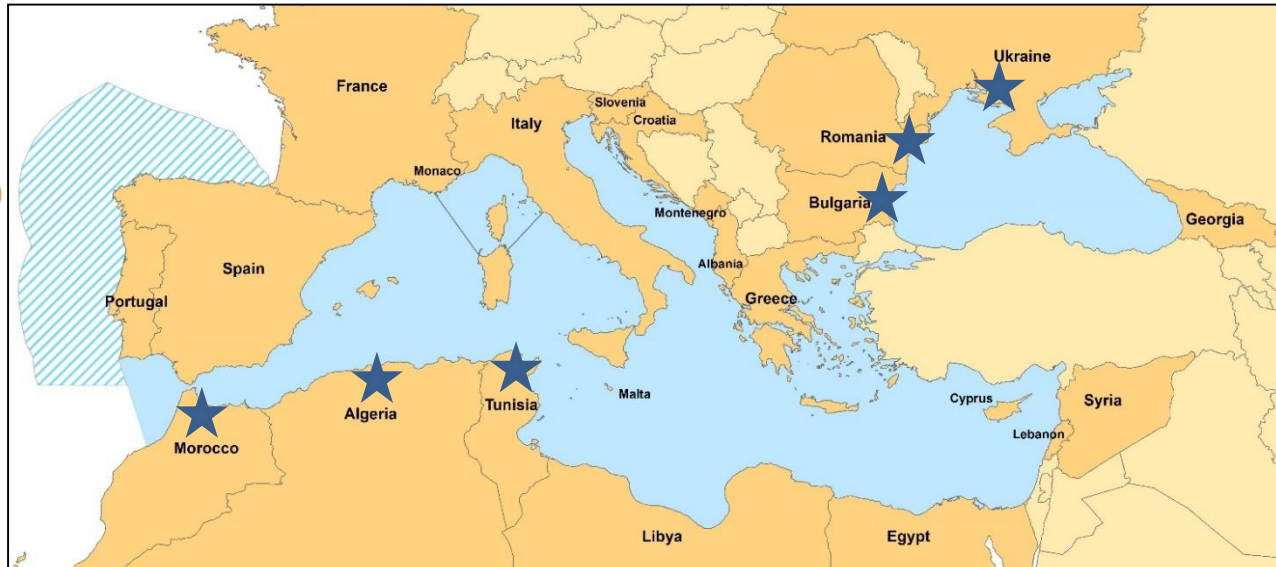 Ukraine
France
Slovenia
Croatia
Italy
Romania
Monaco
Bulgaria
Montenegro
Georgia
Albania
Spain
Portugal
Greece
Malta
Cyprus
Syria
Tunisia
Algeria
Lebanon
Morocco
Libya
Egypt